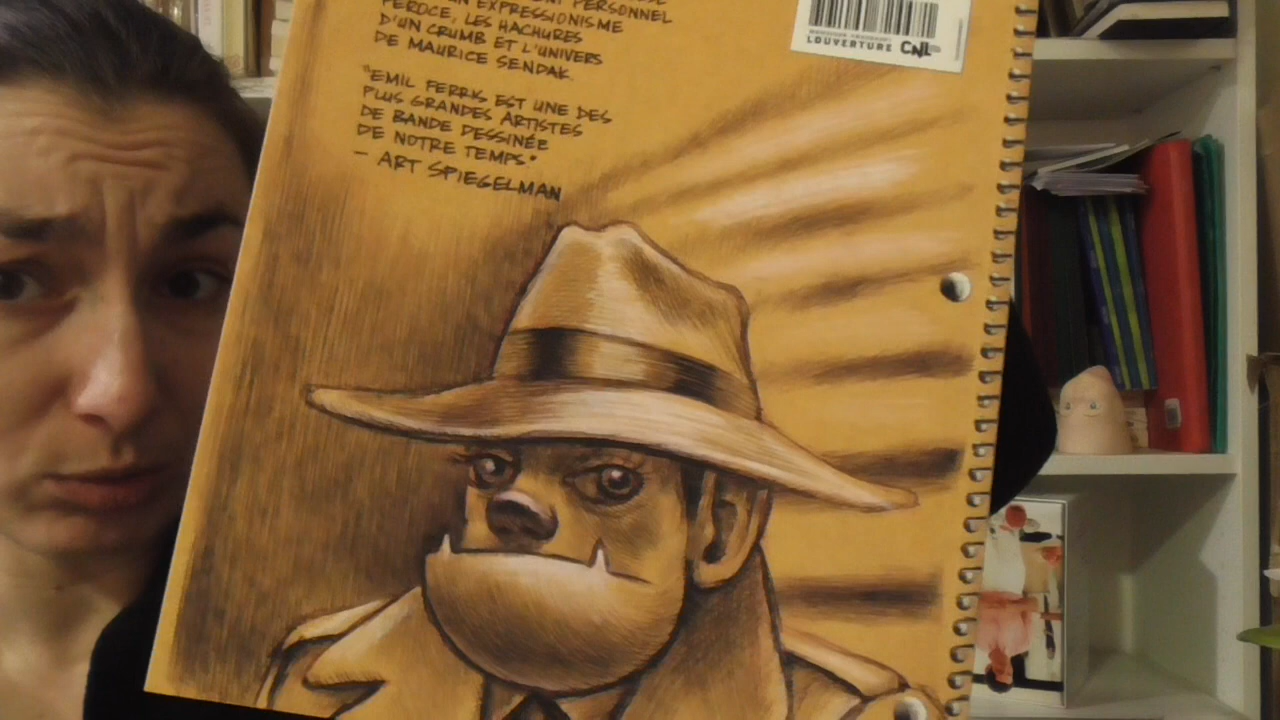 PERSONNEL
UN EXPRESSIONISME
FÉROCE, LES HACHURES
D'UN CRUMB ET L'UNIVERS
DE MAURICE SENDAK.
"EMIL FERRIS EST UNE DES
PLUS GRANDES ARTISTES
DE BANDE DESSINÉE
DE NOTRE TEMPS"
— ART SPIEGELMAN
LOUVERTURE CNL